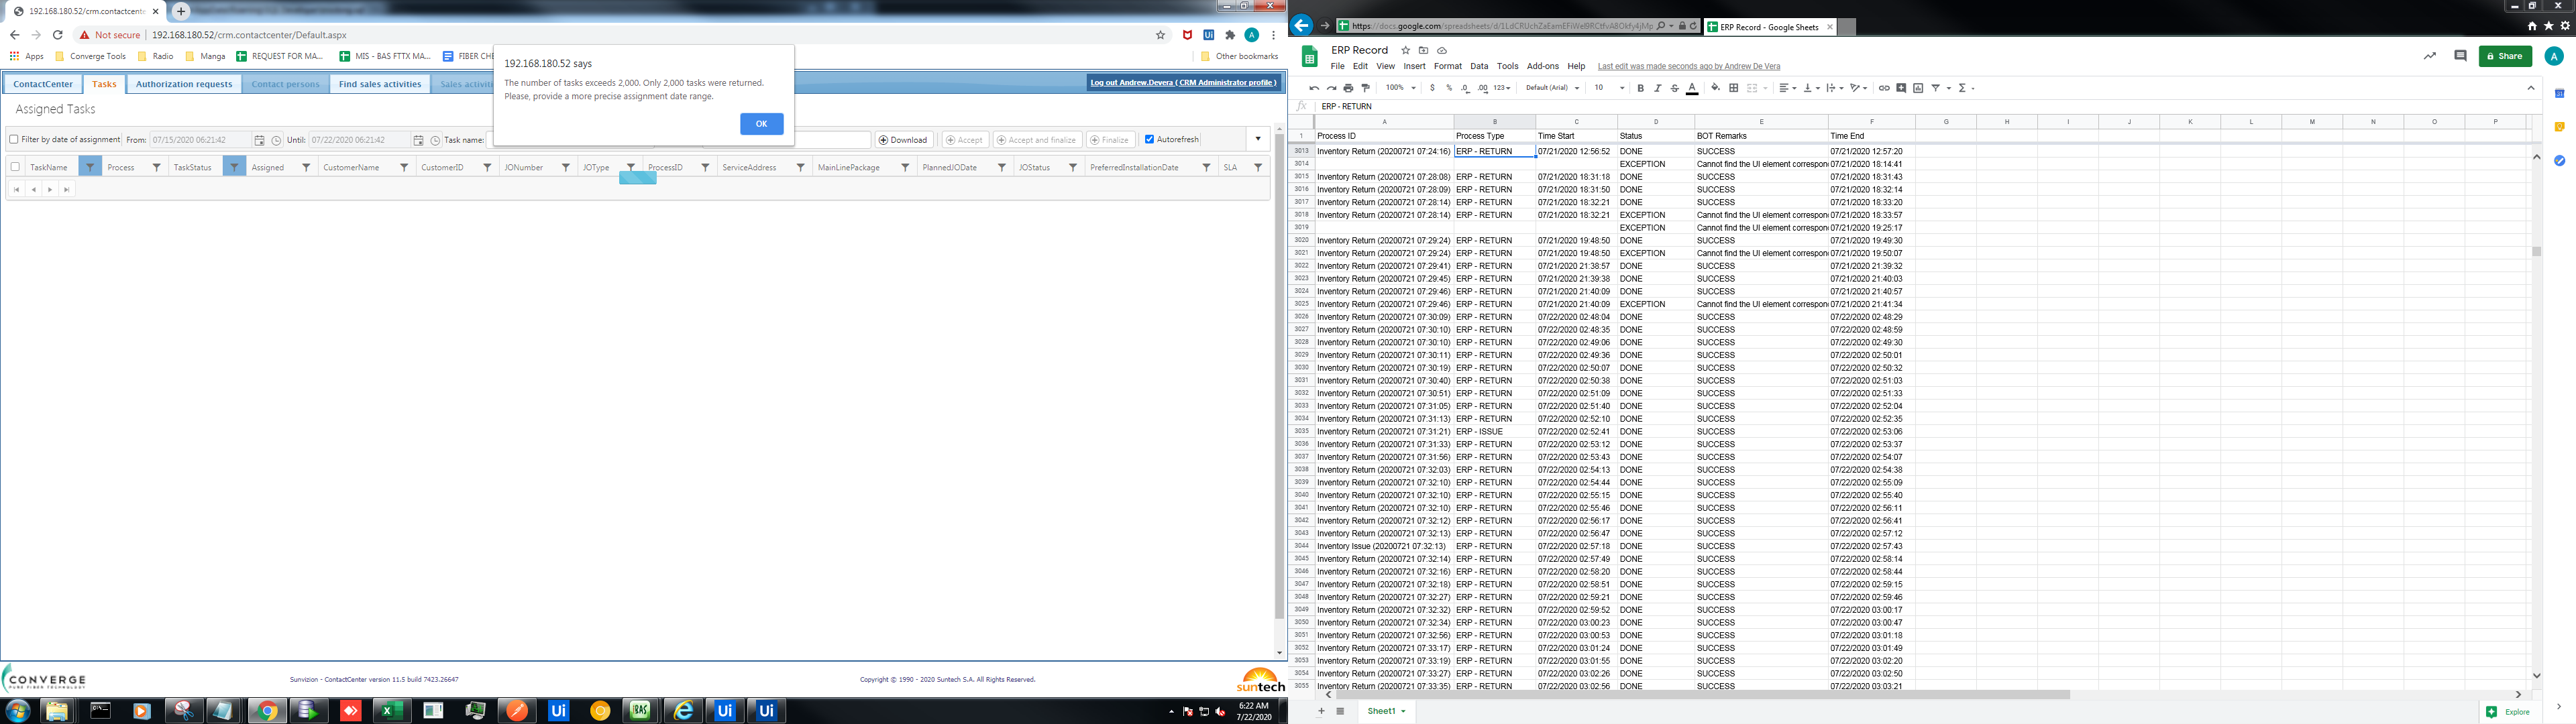 192.168.180.52/crm.contactcente
Not secure | 192.168.180.52/crm.contactcenter/Default.aspx
Apps Converge Tools Radio Manga REQUEST FOR MA... MIS - BAS FTTX MA... FIBER CHE Other bookmarks
192.168.180.52 says
The number of tasks exceeds 2,000. Only 2,000 tasks were returned.
Please, provide a more precise assignment date range.
OK
ContactCenter Tasks Authorization requests Contact persons Find sales activities Sales activiti Log out Andrew.Devera ( CRM Administrator profile )
Assigned Tasks
Filter by date of assignment From: 07/15/2020 06:21:42 Until: 07/22/2020 06:21:42 Task name: Download Accept Accept and finalize Finalize Autorefresh
TaskName Process TaskStatus Assigned CustomerName CustomerID JONumber JOType ProcessID ServiceAddress MainLinePackage PlannedJODate JOStatus PreferredInstallationDate SLA
CONVERGE
PURE FIBER TECHNOLOGY
Sunvizion - ContactCenter version 11.5 build 7423.26647
Copyright © 1990 - 2020 Suntech S.A. All Rights Reserved.
suntech
6:22 AM
7/22/2020
ERP Record - Google Sheets
ERP Record
File Edit View Insert Format Data Tools Add-ons Help Last edit was made seconds ago by Andrew De Vera
Share
100% $ % .0 .00 123 Default (Arial) 10 B I S A
fx ERP - RETURN
A B C D E F G H I J K L M N O P
1 Process ID Process Type Time Start Status BOT Remarks Time End
3013 Inventory Return (20200721 07:24:16) ERP - RETURN 07/21/2020 12:56:52 DONE SUCCESS 07/21/2020 12:57:20
3014 EXCEPTION Cannot find the UI element correspon 07/21/2020 18:14:41
3015 Inventory Return (20200721 07:28:08) ERP - RETURN 07/21/2020 18:31:18 DONE SUCCESS 07/21/2020 18:31:43
3016 Inventory Return (20200721 07:28:09) ERP - RETURN 07/21/2020 18:31:50 DONE SUCCESS 07/21/2020 18:32:14
3017 Inventory Return (20200721 07:28:14) ERP - RETURN 07/21/2020 18:32:21 DONE SUCCESS 07/21/2020 18:33:20
3018 Inventory Return (20200721 07:28:14) ERP - RETURN 07/21/2020 18:32:21 EXCEPTION Cannot find the UI element correspon 07/21/2020 18:33:57
3019 EXCEPTION Cannot find the UI element correspon 07/21/2020 19:25:17
3020 Inventory Return (20200721 07:29:24) ERP - RETURN 07/21/2020 19:48:50 DONE SUCCESS 07/21/2020 19:49:30
3021 Inventory Return (20200721 07:29:24) ERP - RETURN 07/21/2020 19:48:50 EXCEPTION Cannot find the UI element correspon 07/21/2020 19:50:07
3022 Inventory Return (20200721 07:29:41) ERP - RETURN 07/21/2020 21:38:57 DONE SUCCESS 07/21/2020 21:39:32
3023 Inventory Return (20200721 07:29:45) ERP - RETURN 07/21/2020 21:39:38 DONE SUCCESS 07/21/2020 21:40:03
3024 Inventory Return (20200721 07:29:46) ERP - RETURN 07/21/2020 21:40:09 DONE SUCCESS 07/21/2020 21:40:57
3025 Inventory Return (20200721 07:29:46) ERP - RETURN 07/21/2020 21:40:09 EXCEPTION Cannot find the UI element correspon 07/21/2020 21:41:34
3026 Inventory Return (20200721 07:30:09) ERP - RETURN 07/22/2020 02:48:04 DONE SUCCESS 07/22/2020 02:48:29
3027 Inventory Return (20200721 07:30:10) ERP - RETURN 07/22/2020 02:48:35 DONE SUCCESS 07/22/2020 02:48:59
3028 Inventory Return (20200721 07:30:10) ERP - RETURN 07/22/2020 02:49:06 DONE SUCCESS 07/22/2020 02:49:30
3029 Inventory Return (20200721 07:30:11) ERP - RETURN 07/22/2020 02:49:36 DONE SUCCESS 07/22/2020 02:50:01
3030 Inventory Return (20200721 07:30:19) ERP - RETURN 07/22/2020 02:50:07 DONE SUCCESS 07/22/2020 02:50:32
3031 Inventory Return (20200721 07:30:40) ERP - RETURN 07/22/2020 02:50:38 DONE SUCCESS 07/22/2020 02:51:03
3032 Inventory Return (20200721 07:30:51) ERP - RETURN 07/22/2020 02:51:09 DONE SUCCESS 07/22/2020 02:51:33
3033 Inventory Return (20200721 07:31:05) ERP - RETURN 07/22/2020 02:51:40 DONE SUCCESS 07/22/2020 02:52:04
3034 Inventory Return (20200721 07:31:13) ERP - RETURN 07/22/2020 02:52:10 DONE SUCCESS 07/22/2020 02:52:35
3035 Inventory Return (20200721 07:31:21) ERP - ISSUE 07/22/2020 02:52:41 DONE SUCCESS 07/22/2020 02:53:06
3036 Inventory Return (20200721 07:31:33) ERP - RETURN 07/22/2020 02:53:12 DONE SUCCESS 07/22/2020 02:53:37
3037 Inventory Return (20200721 07:31:56) ERP - RETURN 07/22/2020 02:53:43 DONE SUCCESS 07/22/2020 02:54:07
3038 Inventory Return (20200721 07:32:03) ERP - RETURN 07/22/2020 02:54:13 DONE SUCCESS 07/22/2020 02:54:38
3039 Inventory Return (20200721 07:32:10) ERP - RETURN 07/22/2020 02:54:44 DONE SUCCESS 07/22/2020 02:55:09
3040 Inventory Return (20200721 07:32:10) ERP - RETURN 07/22/2020 02:55:15 DONE SUCCESS 07/22/2020 02:55:40
3041 Inventory Return (20200721 07:32:10) ERP - RETURN 07/22/2020 02:55:46 DONE SUCCESS 07/22/2020 02:56:11
3042 Inventory Return (20200721 07:32:12) ERP - RETURN 07/22/2020 02:56:17 DONE SUCCESS 07/22/2020 02:56:41
3043 Inventory Return (20200721 07:32:13) ERP - RETURN 07/22/2020 02:56:47 DONE SUCCESS 07/22/2020 02:57:12
3044 Inventory Issue (20200721 07:32:13) ERP - RETURN 07/22/2020 02:57:18 DONE SUCCESS 07/22/2020 02:57:43
3045 Inventory Return (20200721 07:32:14) ERP - RETURN 07/22/2020 02:57:49 DONE SUCCESS 07/22/2020 02:58:14
3046 Inventory Return (20200721 07:32:16) ERP - RETURN 07/22/2020 02:58:20 DONE SUCCESS 07/22/2020 02:58:44
3047 Inventory Return (20200721 07:32:18) ERP - RETURN 07/22/2020 02:58:51 DONE SUCCESS 07/22/2020 02:59:15
3048 Inventory Return (20200721 07:32:27) ERP - RETURN 07/22/2020 02:59:21 DONE SUCCESS 07/22/2020 02:59:46
3049 Inventory Return (20200721 07:32:32) ERP - RETURN 07/22/2020 02:59:52 DONE SUCCESS 07/22/2020 03:00:17
3050 Inventory Return (20200721 07:32:34) ERP - RETURN 07/22/2020 03:00:23 DONE SUCCESS 07/22/2020 03:00:47
3051 Inventory Return (20200721 07:32:56) ERP - RETURN 07/22/2020 03:00:53 DONE SUCCESS 07/22/2020 03:01:18
3052 Inventory Return (20200721 07:33:17) ERP - RETURN 07/22/2020 03:01:24 DONE SUCCESS 07/22/2020 03:01:49
3053 Inventory Return (20200721 07:33:19) ERP - RETURN 07/22/2020 03:01:55 DONE SUCCESS 07/22/2020 03:02:20
3054 Inventory Return (20200721 07:33:27) ERP - RETURN 07/22/2020 03:02:26 DONE SUCCESS 07/22/2020 03:02:50
3055 Inventory Return (20200721 07:33:35) ERP - RETURN 07/22/2020 03:02:56 DONE SUCCESS 07/22/2020 03:03:21
Sheet1 Explore